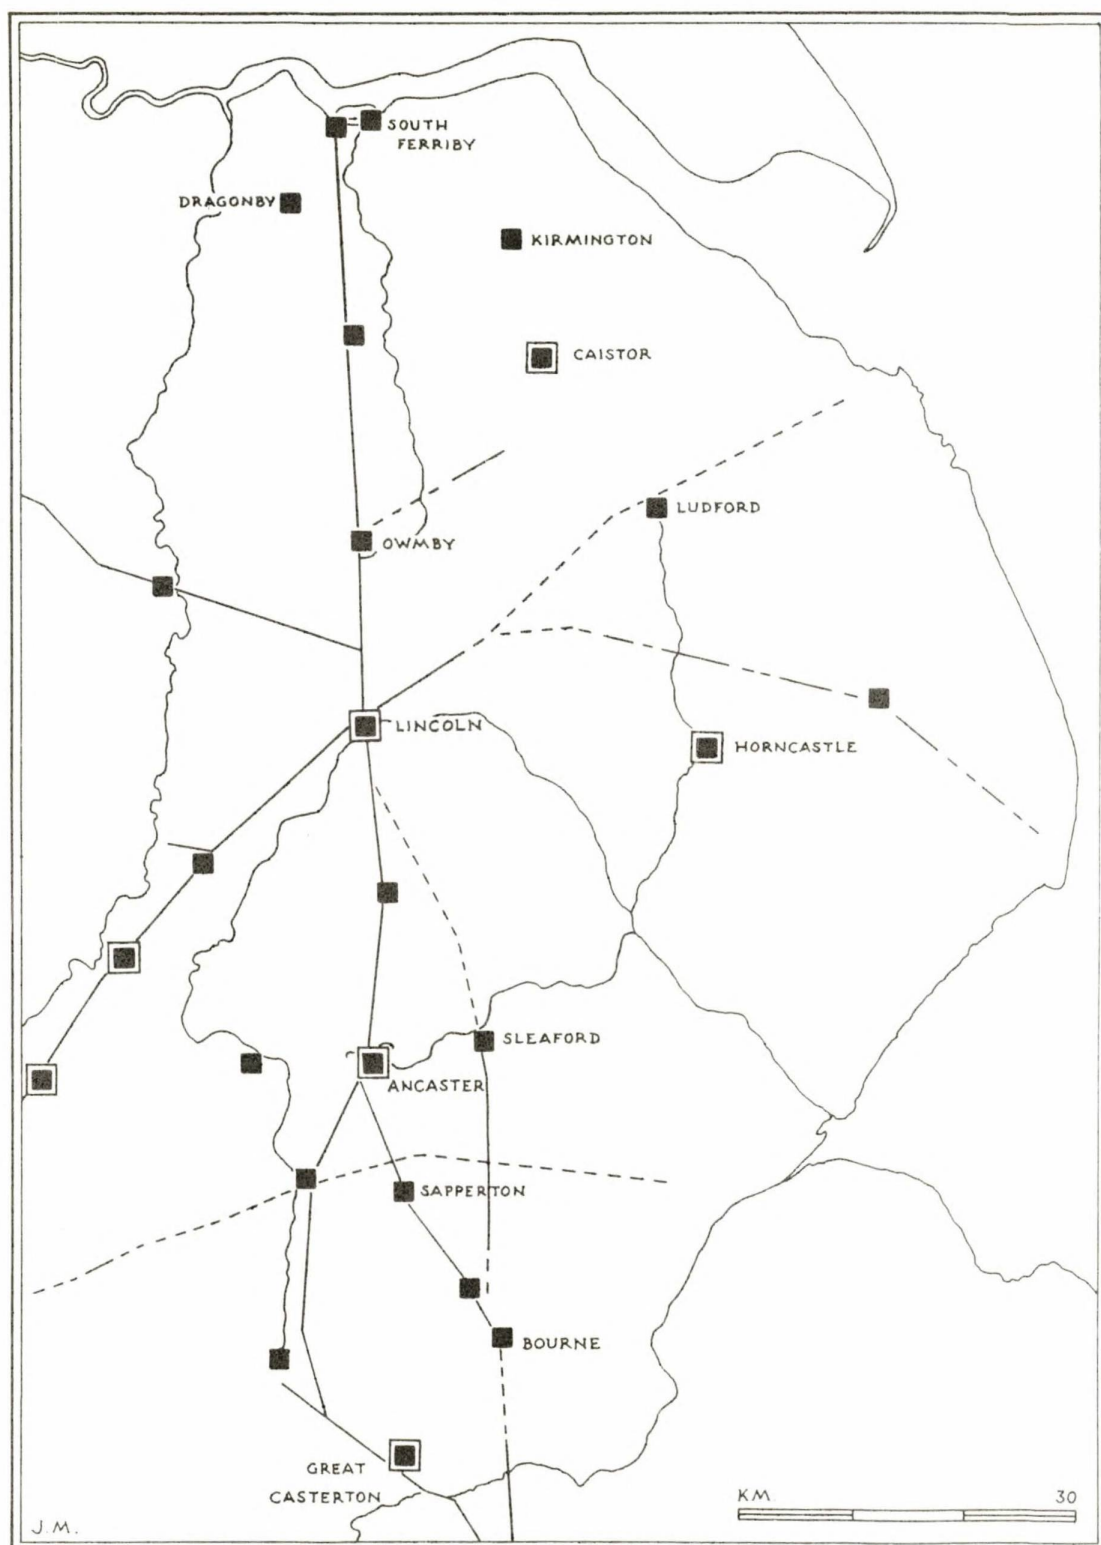 SOUTH
FERRIBY
DRAGONBY
KIRMINGTON
CAISTOR
LUDFORD
OWMBY
LINCOLN
HORNCASTLE
SLEAFORD
ANCASTER
SAPPERTON
BOURNE
GREAT
CASTERTON
KM. 30
J.M.